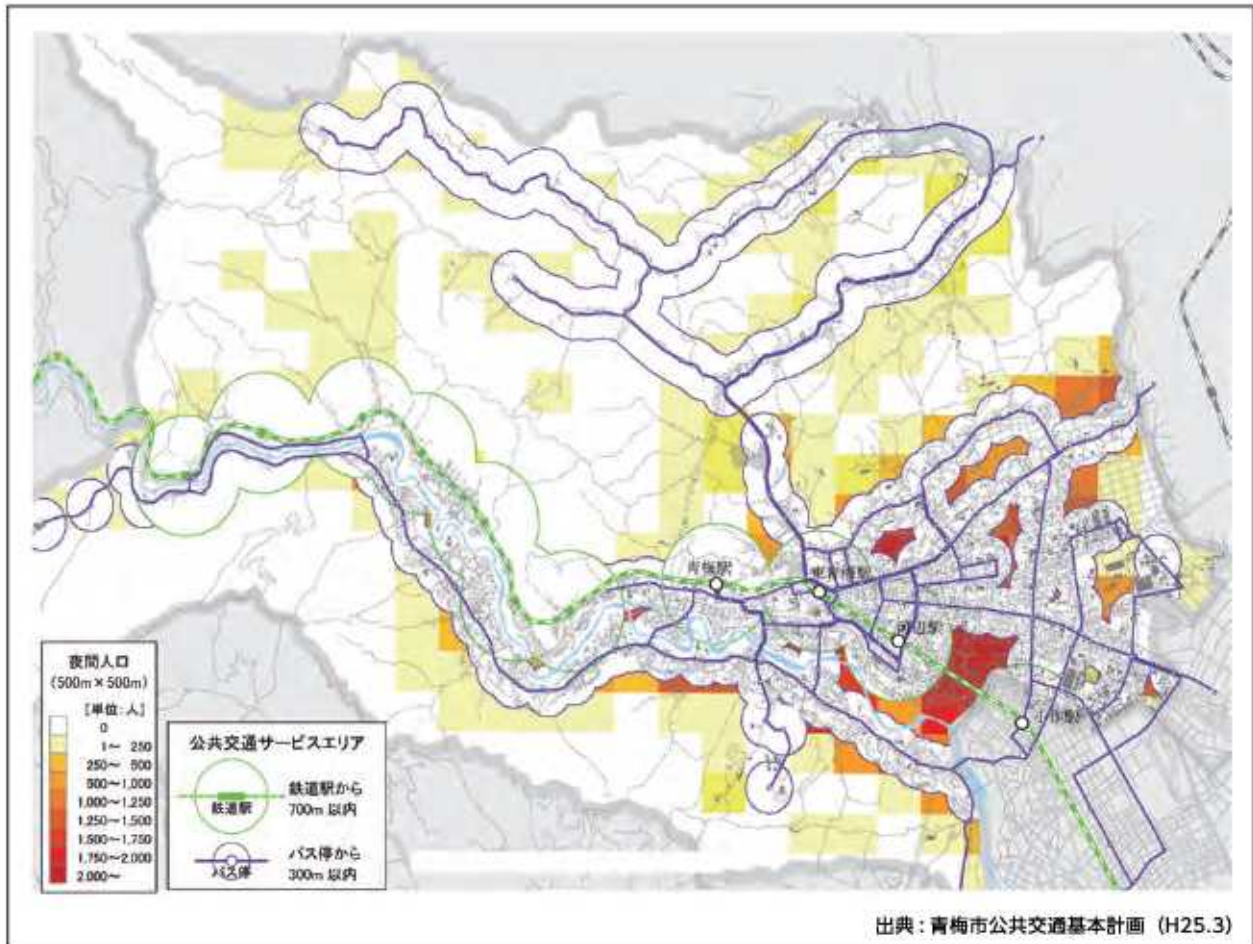 青梅駅
東青梅駅
河辺駅
小作駅
夜間人口
(500m×500m)
[単位:人]
0
1～ 250
250～ 500
500～1,000
1,000～1,250
1,250～1,500
1,500～1,750
1,750～2,000
2,000～
公共交通サービスエリア
鉄道駅
鉄道駅から
700m 以内
バス停
バス停から
300m 以内
出典:青梅市公共交通基本計画 (H25.3)